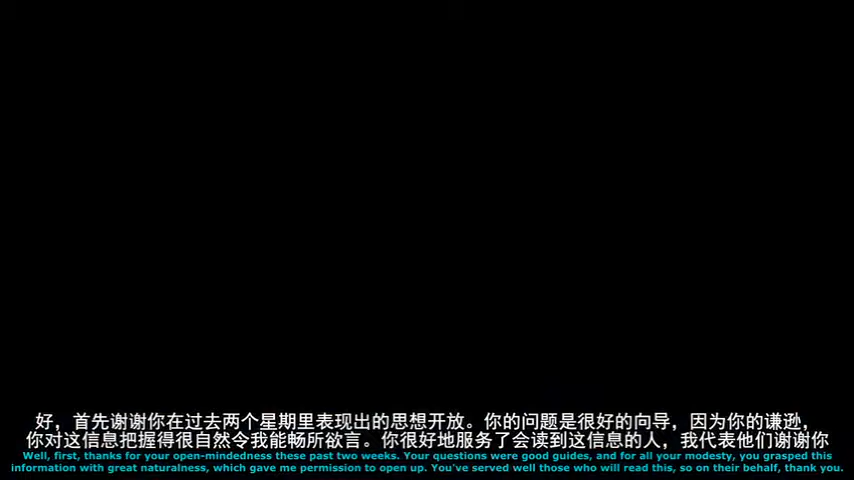 好，首先谢谢你在过去两个星期里表现出的思想开放。你的问题是很好的向导，因为你的谦逊，
你对这信息把握得很自然令我能畅所欲言。你很好地服务了会读到这信息的人，我代表他们谢谢你
Well, first, thanks for your open-mindedness these past two weeks. Your questions were good guides, and for all your modesty, you grasped this
information with great naturalness, which gave me permission to open up. You've served well those who will read this, so on their behalf, thank you.